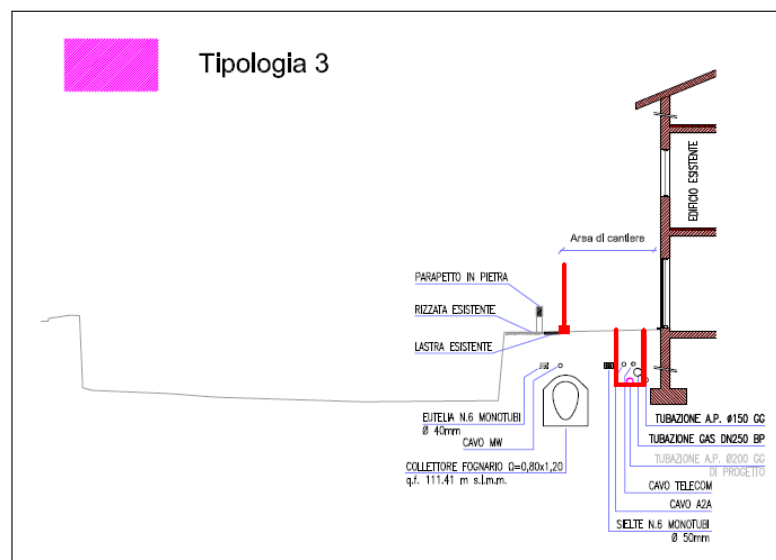 Tipologia 3
EDIFICIO ESISTENTE
Area di cantiere
PARAPETTO IN PIETRA
RIZZATA ESISTENTE
LASTRA ESISTENTE
EUTELIA N.6 MONOTUBI
Ø 40mm
CAVO MW
COLLETTORE FOGNARIO Ω=0,80x1,20
q.f. 111.41 m s.l.m.m.
TUBAZIONE A.P. ø150 GG
TUBAZIONE GAS DN250 BP
TUBAZIONE A.P. Ø200 GG
DI PROGETTO
CAVO TELECOM
CAVO A2A
SIELTE N.6 MONOTUBI
Ø 50mm